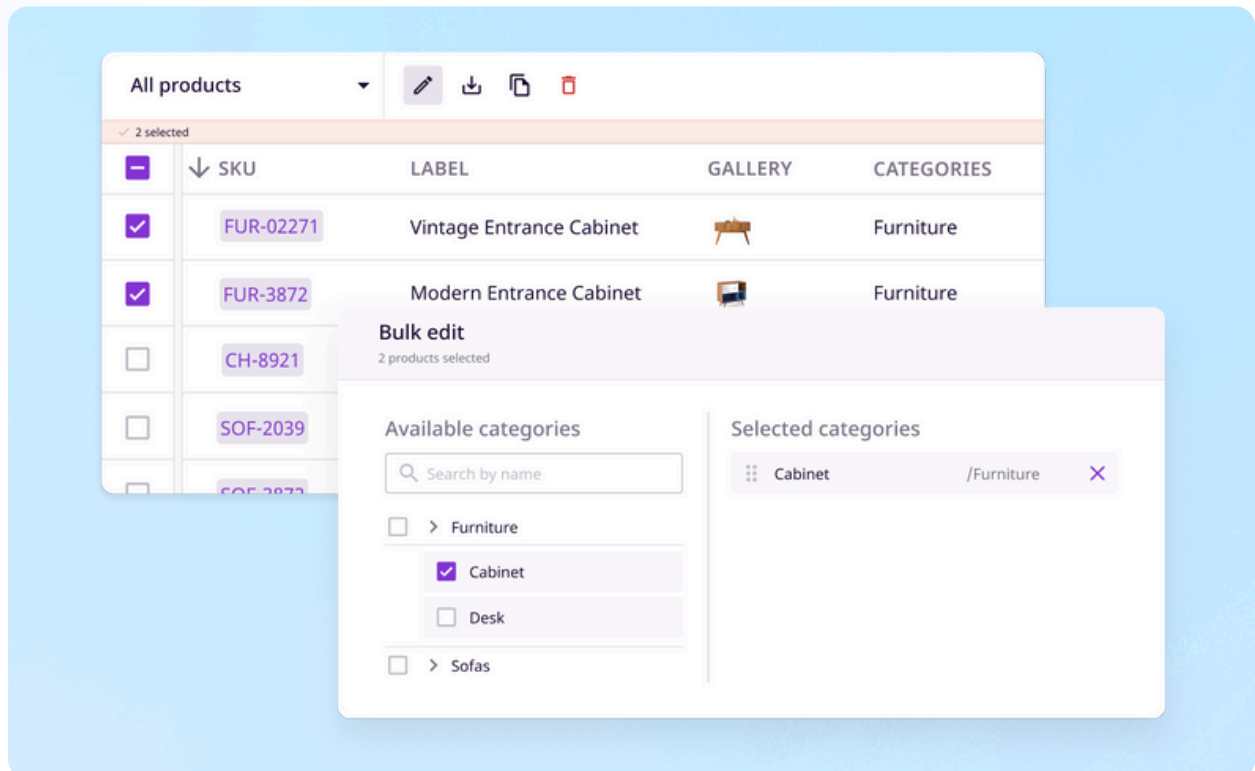 All products
2 selected
SKU LABEL GALLERY CATEGORIES
FUR-02271 Vintage Entrance Cabinet Furniture
FUR-3872 Modern Entrance Cabinet Furniture
CH-8921
SOF-2039
SOF-3872
Bulk edit
2 products selected
Available categories
Search by name
Furniture
Cabinet
Desk
Sofas
Selected categories
Cabinet /Furniture